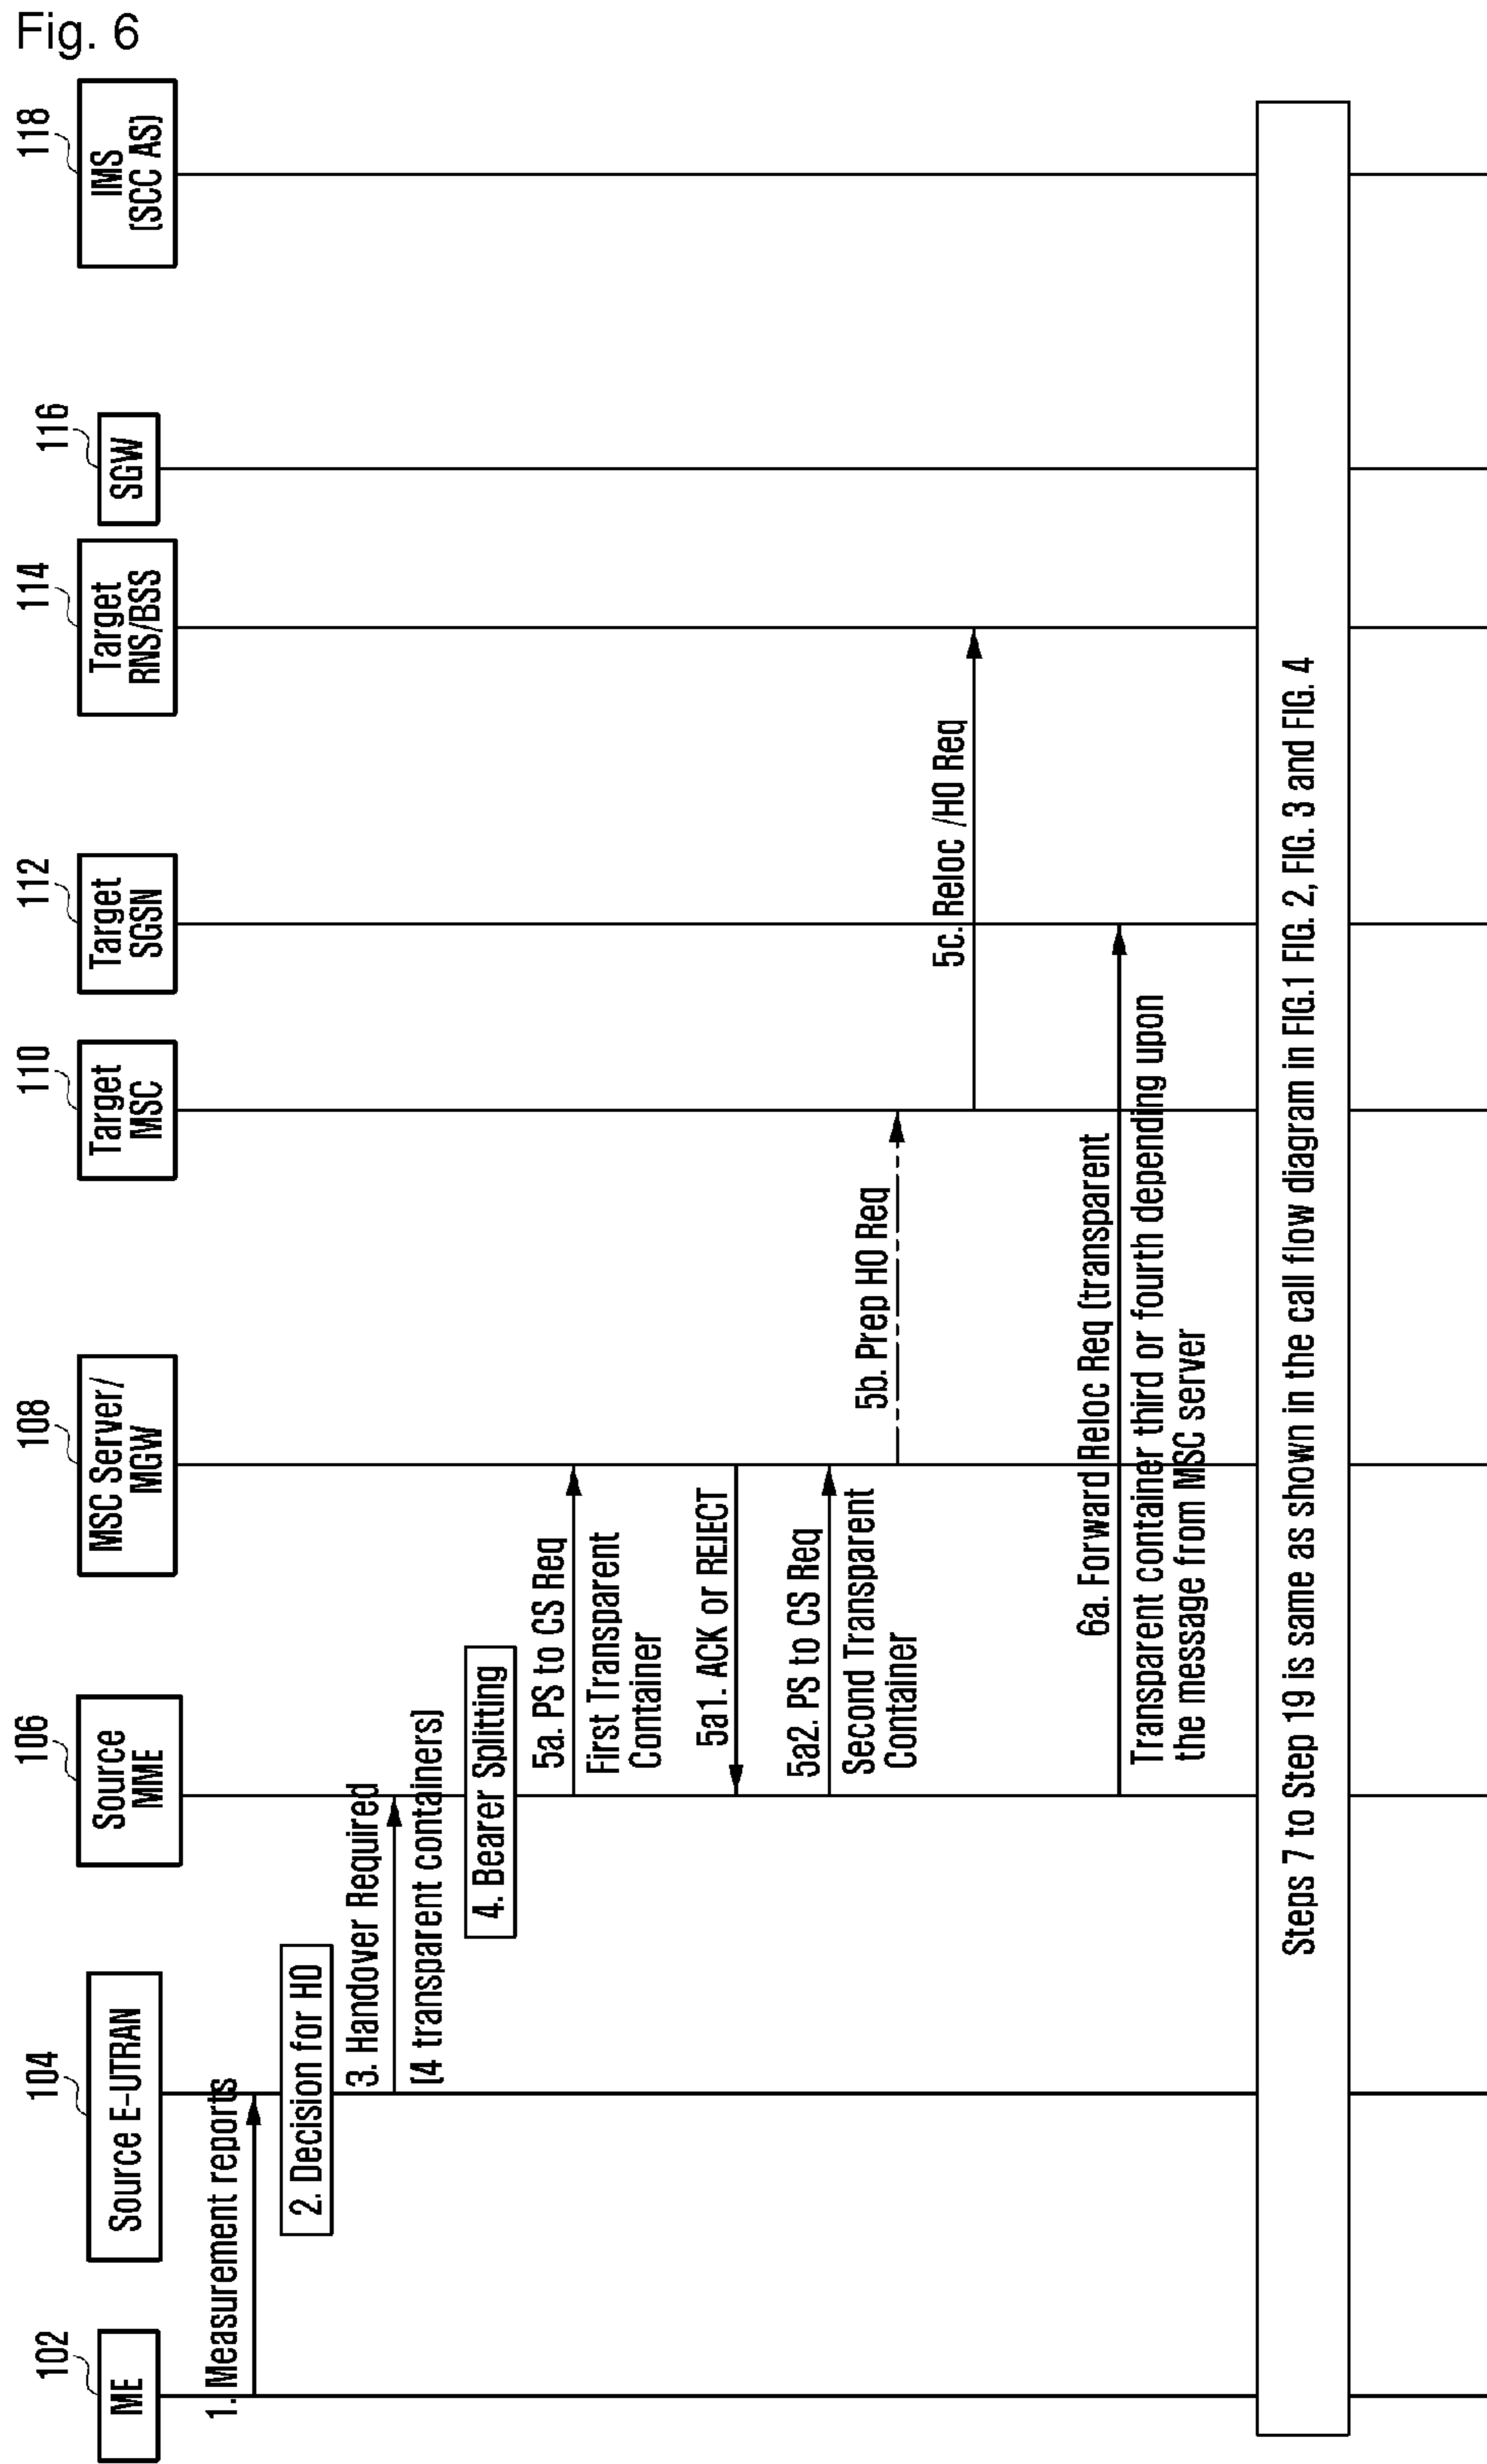 Fig. 6
102
104
106
108
110
112
114
116
118
ME
Source E-UTRAN
Source
MME
MSC Server/
MGW
Target
MSC
Target
SGSN
Target
RNS/BSS
SGW
IMS
(SCC AS)
1. Measurement reports
2. Decision for HO
3. Handover Required
(4 transparent containers)
4. Bearer Splitting
5a. PS to CS Req
First Transparent
Container
5a1. ACK or REJECT
5a2. PS to CS Req
Second Transparent
Container
5b. Prep HO Req
5c. Reloc /HO Req
6a. Forward Reloc Req (transparent
Transparent container third or fourth depending upon
the message from MSC server
Steps 7 to Step 19 is same as shown in the call flow diagram in FIG.1 FIG. 2, FIG. 3 and FIG. 4